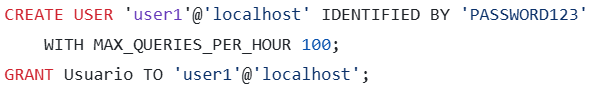 CREATE USER 'user1'@'localhost' IDENTIFIED BY 'PASSWORD123'
    WITH MAX_QUERIES_PER_HOUR 100;
GRANT Usuario TO 'user1'@'localhost';